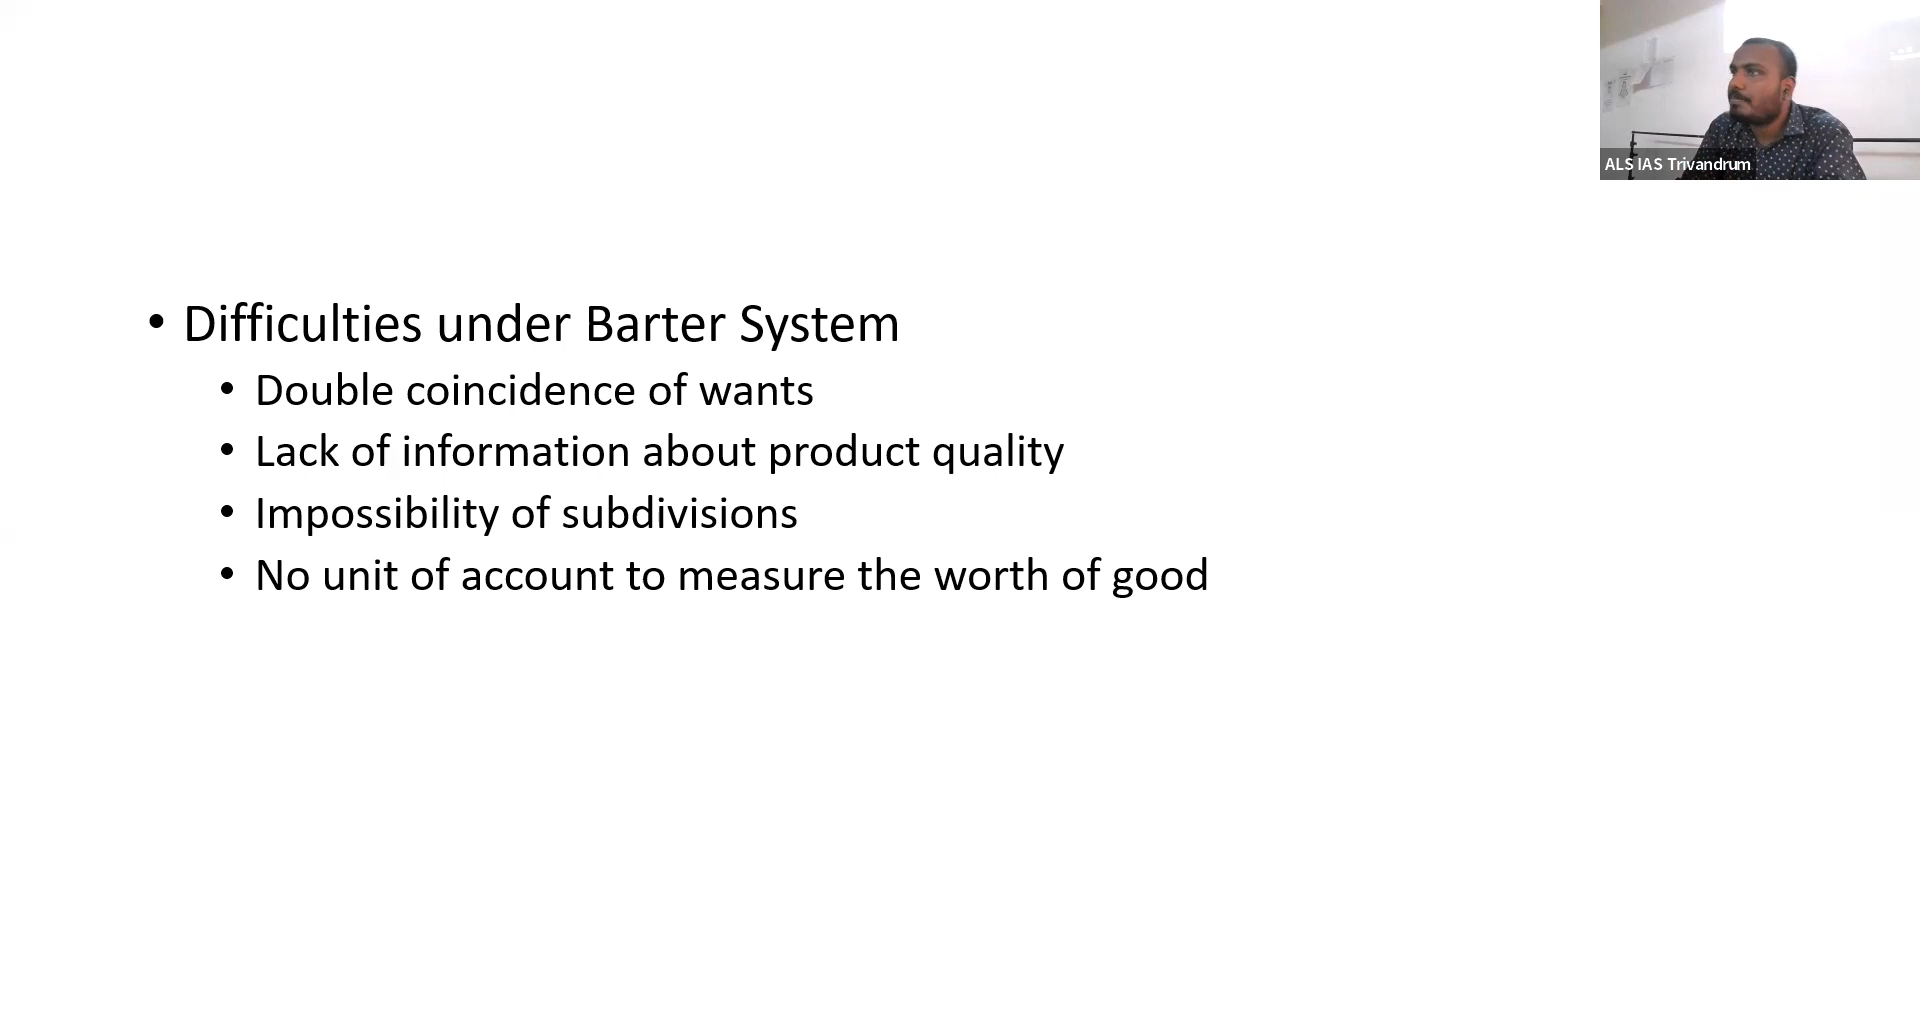 ALS IAS Trivandrum
• Difficulties under Barter System
• Double coincidence of wants
• Lack of information about product quality
• Impossibility of subdivisions
• No unit of account to measure the worth of good